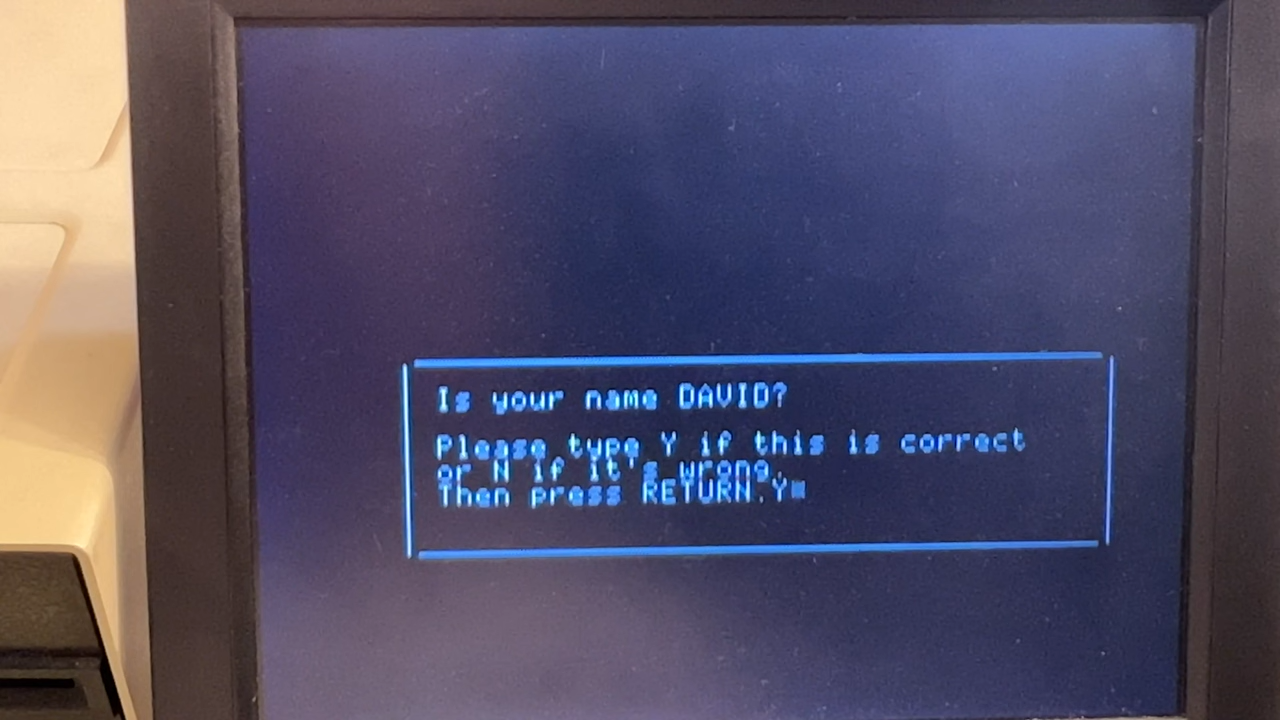 Is your name DAVID?
Please type Y if this is correct
or N if it's wrong.
Then press RETURN.Y